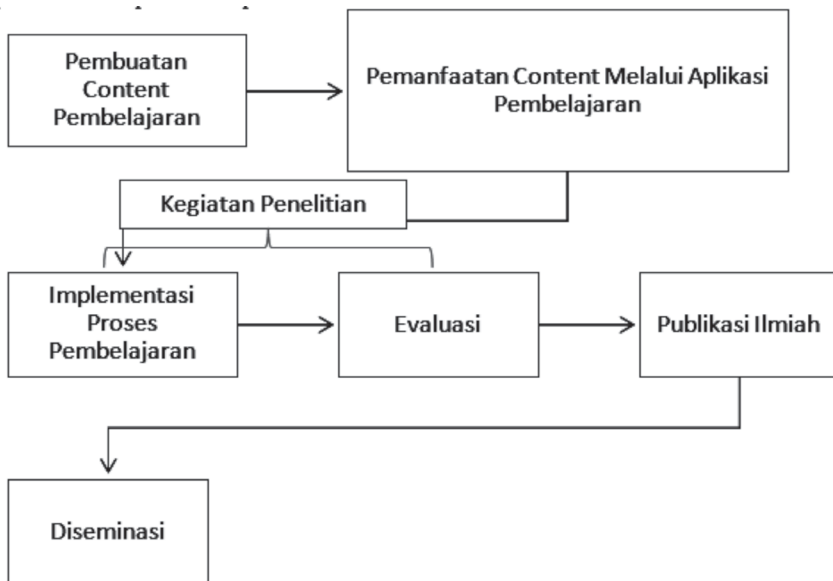 Pembuatan
Content
Pembelajaran
Pemanfaatan Content Melalui Aplikasi
Pembelajaran
Kegiatan Penelitian
Implementasi
Proses
Pembelajaran
Evaluasi
Publikasi Ilmiah
Diseminasi